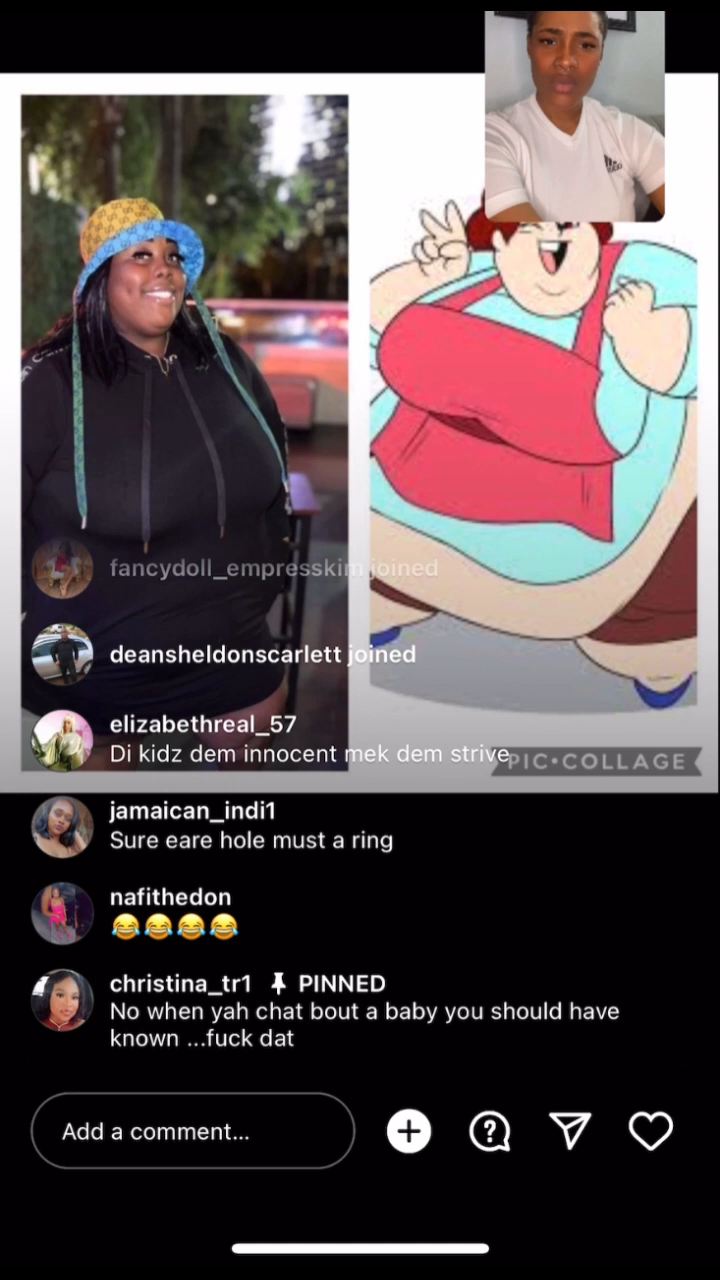 fancydoll_empresskim joined
deansheldonscarlett joined
elizabethreal_57
Di kidz dem innocent mek dem strive
PIC•COLLAGE
jamaican_indi1
Sure eare hole must a ring
nafithedon
😂😂😂😂
christina_tr1 📌 PINNED
No when yah chat bout a baby you should have
known ...fuck dat
Add a comment...